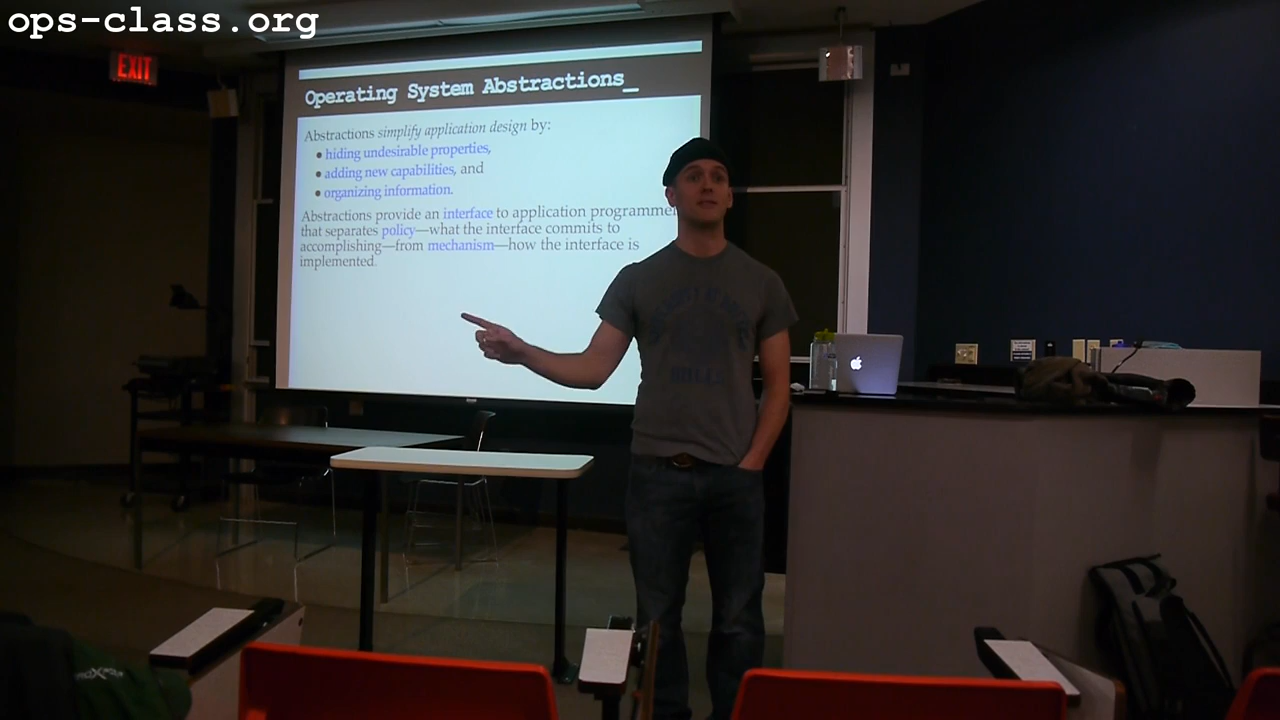 ops-class.org
EXIT
Operating System Abstractions_
Abstractions simplify application design by:
• hiding undesirable properties,
• adding new capabilities, and
• organizing information.
Abstractions provide an interface to application programmer
that separates policy—what the interface commits to
accomplishing—from mechanism—how the interface is
implemented.
BULLS